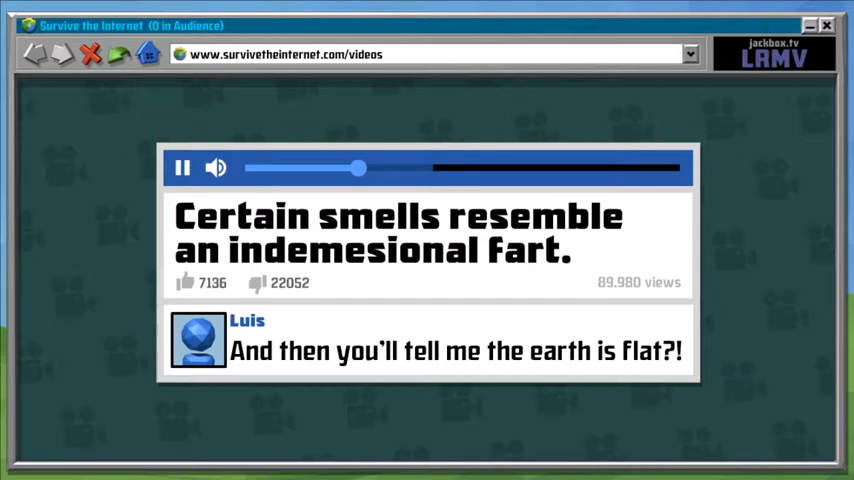 Survive the Internet (0 in Audience)
www.survivetheinternet.com/videos
jackbox.tv
LRMV
Certain smells resemble
an indemesional fart.
7136 22052 89.980 views
Luis
And then you'll tell me the earth is flat?!